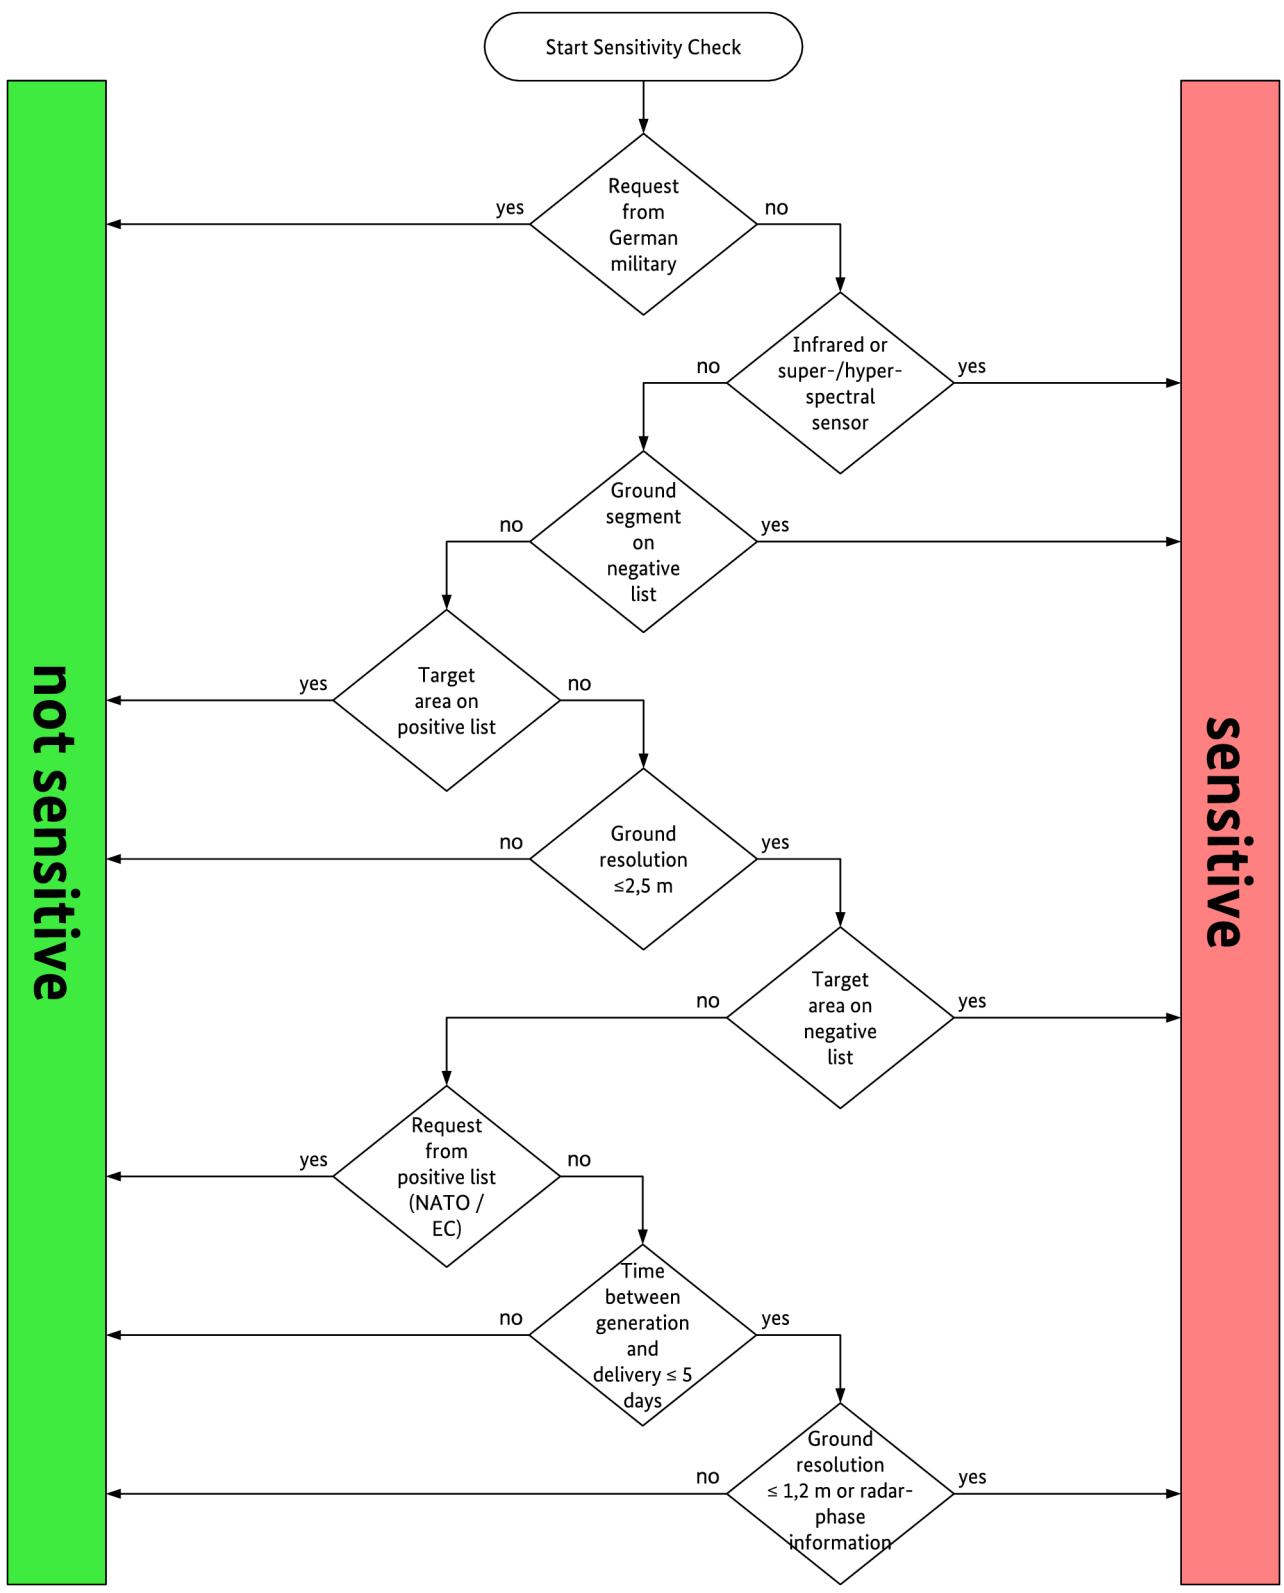 Start Sensitivity Check
Request
from
German
military
yes
no
Infrared or
super-/hyper-
spectral
sensor
no
yes
Ground
segment
on
negative
list
no
yes
Target
area on
positive list
yes
no
Ground
resolution
≤2,5 m
no
yes
Target
area on
negative
list
no
yes
Request
from
positive list
(NATO /
EC)
yes
no
Time
between
generation
and
delivery ≤ 5
days
no
yes
Ground
resolution
≤ 1,2 m or radar-
phase
information
no
yes
not sensitive
sensitive